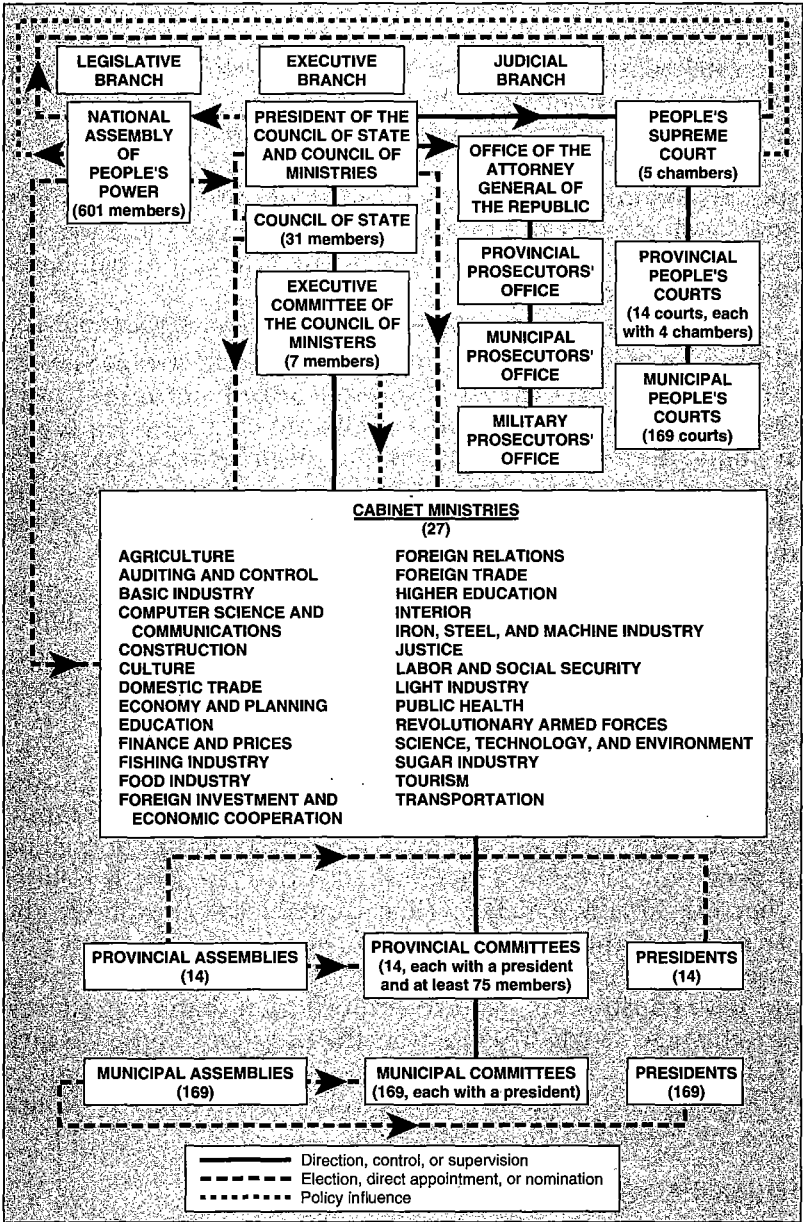 LEGISLATIVE
BRANCH
EXECUTIVE
BRANCH
JUDICIAL
BRANCH
NATIONAL
ASSEMBLY
OF
PEOPLE'S
POWER
(601 members)
PRESIDENT OF THE
COUNCIL OF STATE
AND COUNCIL OF
MINISTRIES
OFFICE OF THE
ATTORNEY
GENERAL OF
THE REPUBLIC
PEOPLE'S
SUPREME
COURT
(5 chambers)
COUNCIL OF STATE
(31 members)
PROVINCIAL
PROSECUTORS'
OFFICE
PROVINCIAL
PEOPLE'S
COURTS
(14 courts, each
with 4 chambers)
EXECUTIVE
COMMITTEE OF
THE COUNCIL OF
MINISTERS
(7 members)
MUNICIPAL
PROSECUTORS'
OFFICE
MUNICIPAL
PEOPLE'S
COURTS
(169 courts)
MILITARY
PROSECUTORS'
OFFICE
CABINET MINISTRIES
(27)
AGRICULTURE
AUDITING AND CONTROL
BASIC INDUSTRY
COMPUTER SCIENCE AND
COMMUNICATIONS
CONSTRUCTION
CULTURE
DOMESTIC TRADE
ECONOMY AND PLANNING
EDUCATION
FINANCE AND PRICES
FISHING INDUSTRY
FOOD INDUSTRY
FOREIGN INVESTMENT AND
ECONOMIC COOPERATION
FOREIGN RELATIONS
FOREIGN TRADE
HIGHER EDUCATION
INTERIOR
IRON, STEEL, AND MACHINE INDUSTRY
JUSTICE
LABOR AND SOCIAL SECURITY
LIGHT INDUSTRY
PUBLIC HEALTH
REVOLUTIONARY ARMED FORCES
SCIENCE, TECHNOLOGY, AND ENVIRONMENT
SUGAR INDUSTRY
TOURISM
TRANSPORTATION
PROVINCIAL ASSEMBLIES
(14)
PROVINCIAL COMMITTEES
(14, each with a president
and at least 75 members)
PRESIDENTS
(14)
MUNICIPAL ASSEMBLIES
(169)
MUNICIPAL COMMITTEES
(169, each with a president)
PRESIDENTS
(169)
Direction, control, or supervision
Election, direct appointment, or nomination
Policy influence